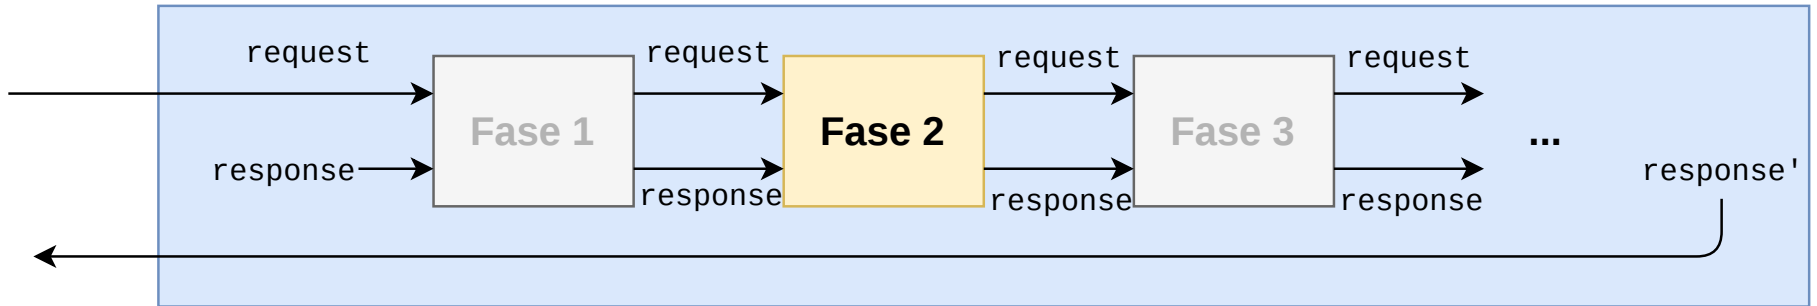 request
request
request
request
Fase 1
Fase 2
Fase 3
...
response
response
response
response
response'